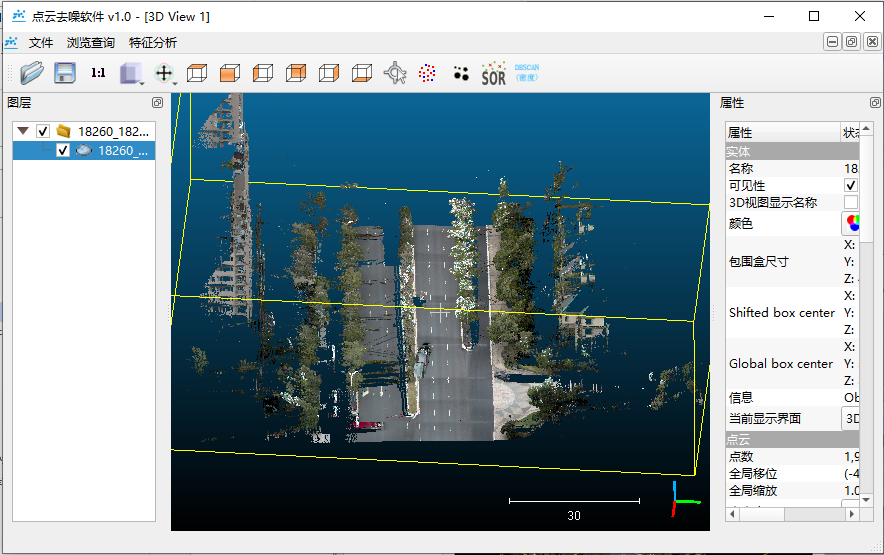 点云去噪软件 v1.0 - [3D View 1]
文件 浏览查询 特征分析
1:1
SOR
DBSCAN
(密度)
图层
18260_182...
18260_...
30
属性
属性 状态
实体
名称 18
可见性
3D视图显示名称
颜色
包围盒尺寸
X:
Y:
Z:
Shifted box center
X:
Y:
Z:
Global box center
X:
Y:
Z:
信息 Ob
当前显示界面 3D
点云
点数 1,9
全局移位 (-4
全局缩放 1.0